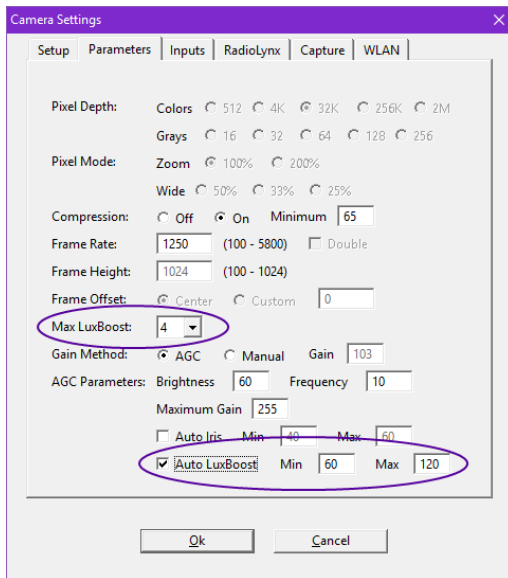 Camera Settings
Setup Parameters Inputs RadioLynx Capture WLAN
Pixel Depth: Colors 512 4K 32K 256K 2M
Grays 16 32 64 128 256
Pixel Mode: Zoom 100% 200%
Wide 50% 33% 25%
Compression: Off On Minimum 65
Frame Rate: 1250 (100 - 5800) Double
Frame Height: 1024 (100 - 1024)
Frame Offset: Center Custom 0
Max LuxBoost: 4
Gain Method: AGC Manual Gain 103
AGC Parameters: Brightness 60 Frequency 10
Maximum Gain 255
Auto Iris Min 40 Max 60
Auto LuxBoost Min 60 Max 120
Ok Cancel